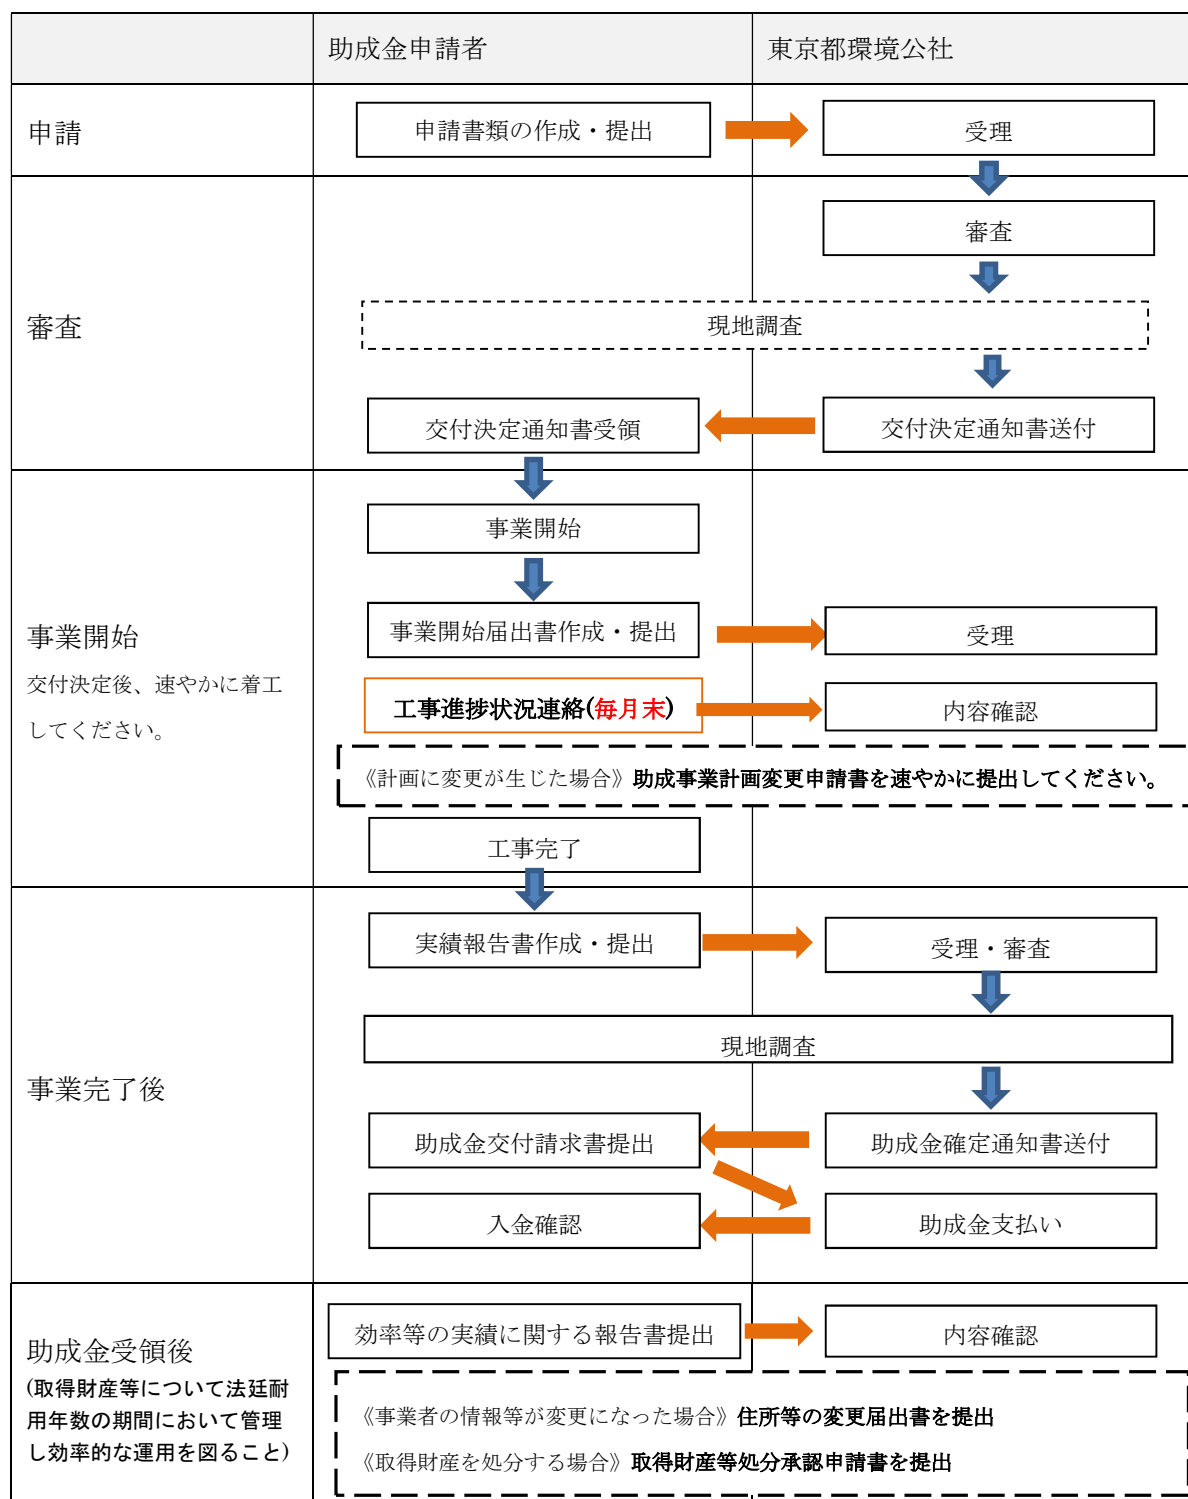 助成金申請者
東京都環境公社
申請
申請書類の作成・提出
受理
審査
審査
現地調査
交付決定通知書受領
交付決定通知書送付
事業開始
交付決定後、速やかに着工
してください。
事業開始
事業開始届出書作成・提出
受理
工事進捗状況連絡(毎月末)
内容確認
《計画に変更が生じた場合》助成事業計画変更申請書を速やかに提出してください。
工事完了
事業完了後
実績報告書作成・提出
受理・審査
現地調査
助成金交付請求書提出
助成金確定通知書送付
入金確認
助成金支払い
助成金受領後
(取得財産等について法廷耐
用年数の期間において管理
し効率的な運用を図ること)
効率等の実績に関する報告書提出
内容確認
《事業者の情報等が変更になった場合》住所等の変更届出書を提出
《取得財産を処分する場合》取得財産等処分承認申請書を提出